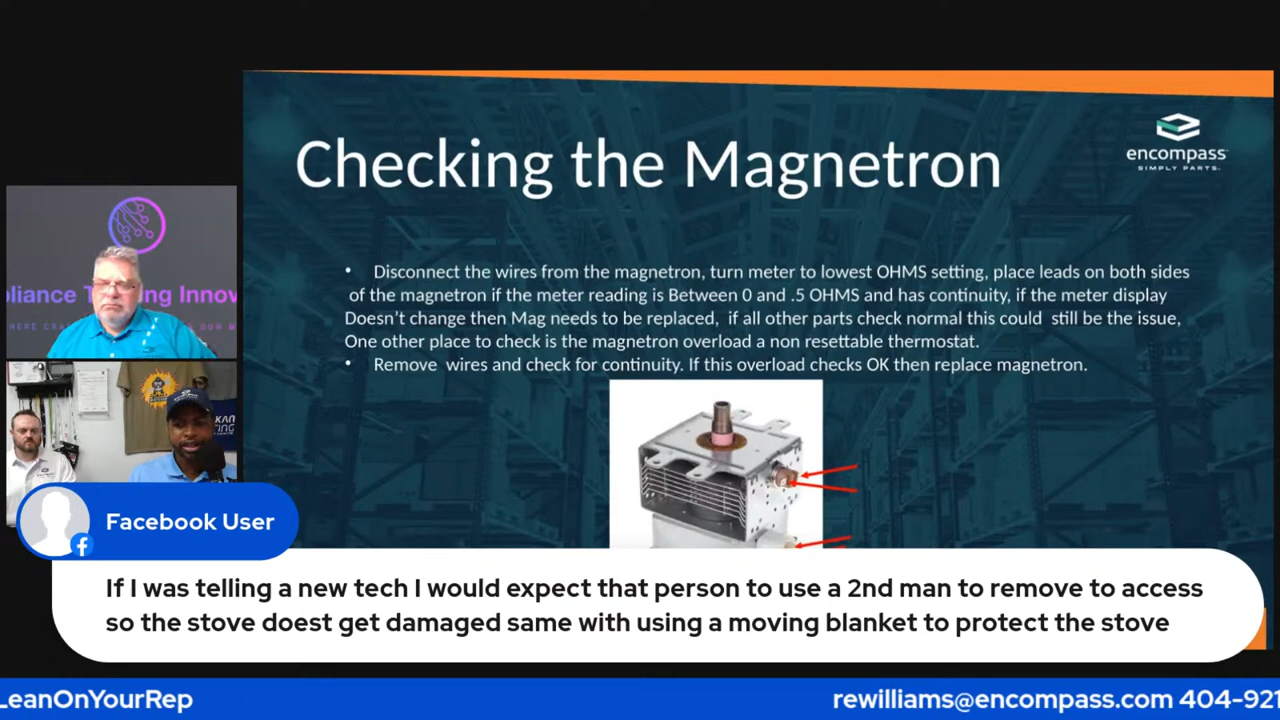 Checking the Magnetron
encompass
SIMPLY PARTS.
• Disconnect the wires from the magnetron, turn meter to lowest OHMS setting, place leads on both sides
of the magnetron if the meter reading is Between 0 and .5 OHMS and has continuity, if the meter display
Doesn't change then Mag needs to be replaced, if all other parts check normal this could still be the issue,
One other place to check is the magnetron overload a non resettable thermostat.
• Remove wires and check for continuity. If this overload checks OK then replace magnetron.
pliance T ing Innov
Facebook User
If I was telling a new tech I would expect that person to use a 2nd man to remove to access
so the stove doest get damaged same with using a moving blanket to protect the stove
LeanOnYourRep
rewilliams@encompass.com 404-921